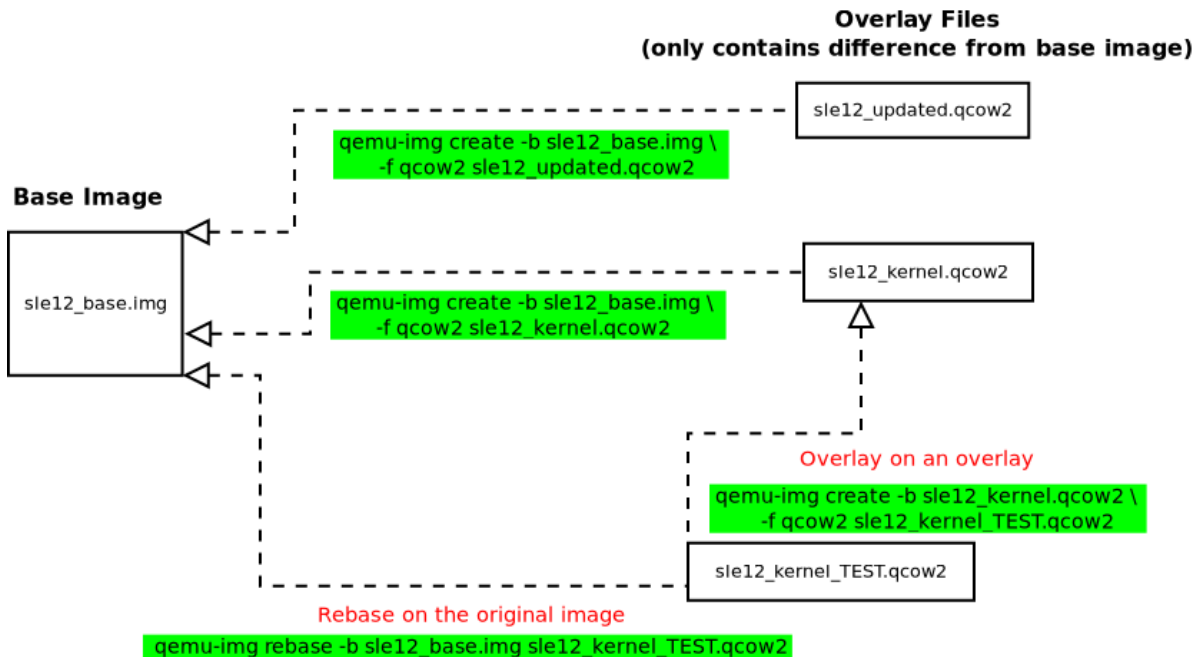 Overlay Files
(only contains difference from base image)
sle12_updated.qcow2
qemu-img create -b sle12_base.img \
-f qcow2 sle12_updated.qcow2
Base Image
sle12_base.img
sle12_kernel.qcow2
qemu-img create -b sle12_base.img \
-f qcow2 sle12_kernel.qcow2
Overlay on an overlay
qemu-img create -b sle12_kernel.qcow2 \
-f qcow2 sle12_kernel_TEST.qcow2
sle12_kernel_TEST.qcow2
Rebase on the original image
qemu-img rebase -b sle12_base.img sle12_kernel_TEST.qcow2